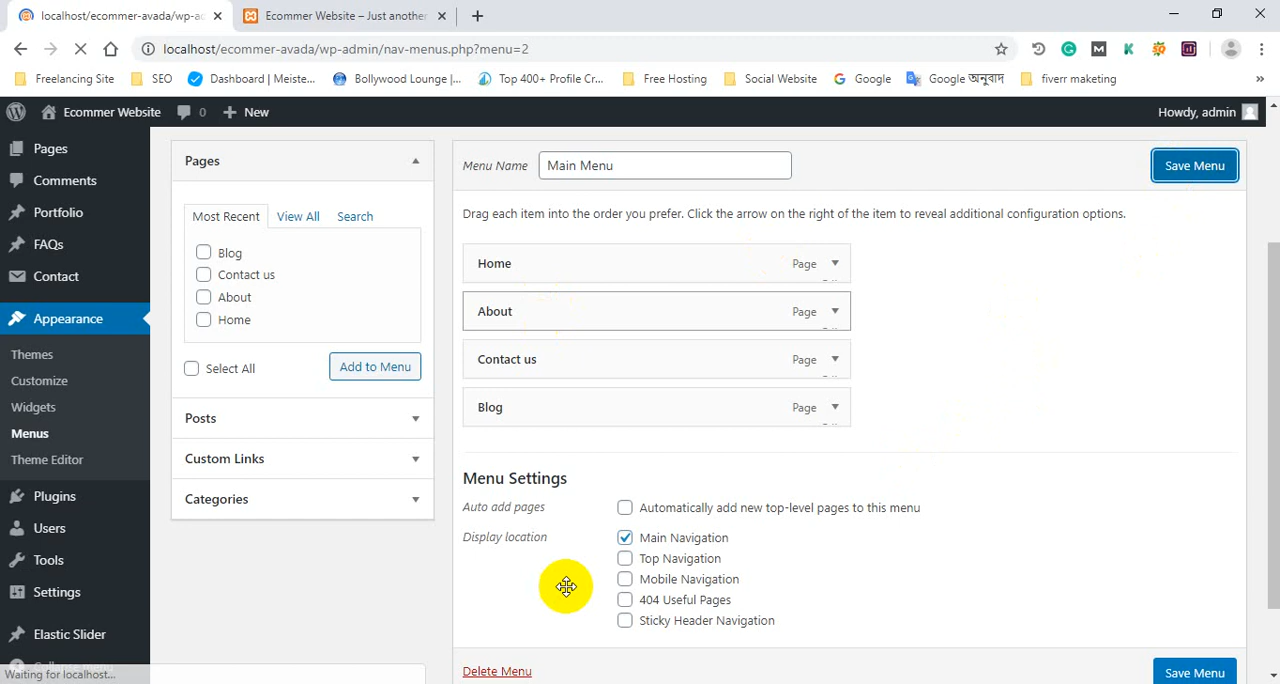 localhost/ecommer-avada/wp-ad
Ecommer Website – Just another
localhost/ecommer-avada/wp-admin/nav-menus.php?menu=2
Freelancing Site
SEO
Dashboard | Meiste...
Bollywood Lounge |...
Top 400+ Profile Cr...
Free Hosting
Social Website
Google
Google অনুবাদ
fiverr maketing
»
Ecommer Website
0
New
Howdy, admin
Pages
Comments
Portfolio
FAQs
Contact
Appearance
Themes
Customize
Widgets
Menus
Theme Editor
Plugins
Users
Tools
Settings
Elastic Slider
Waiting for localhost...
Pages
Most Recent
View All
Search
Blog
Contact us
About
Home
Select All
Add to Menu
Posts
Custom Links
Categories
Menu Name
Main Menu
Save Menu
Drag each item into the order you prefer. Click the arrow on the right of the item to reveal additional configuration options.
Home Page
About Page
Contact us Page
Blog Page
Menu Settings
Auto add pages
Automatically add new top-level pages to this menu
Display location
Main Navigation
Top Navigation
Mobile Navigation
404 Useful Pages
Sticky Header Navigation
Delete Menu
Save Menu